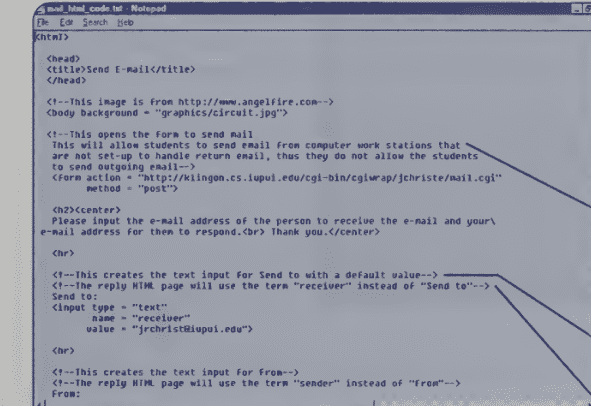 mail_html_code.txt - Notepad
File Edit Search Help
<html>
<head>
<title>Send E-mail</title>
</head>
<!--This image is from http://www.angelfire.com-->
<body background = "graphics/circuit.jpg">
<!--This opens the form to send mail
This will allow students to send email from computer work stations that
are not set-up to handle return email, thus they do not allow the students
to send outgoing email-->
<form action = "http://klingon.cs.iupui.edu/cgi-bin/cgiwrap/jchriste/mail.cgi"
method = "post">
<h2><center>
Please input the e-mail address of the person to receive the e-mail and your\
e-mail address for them to respond.<br> Thank you.</center>
<hr>
<!--This creates the text input for Send to with a default value-->
<!--The reply HTML page will use the term "receiver" instead of "Send to"-->
Send to:
<input type = "text"
name = "receiver"
value = "jrchrist@iupui.edu">
<hr>
<!--This creates the text input for from-->
<!--The reply HTML page will use the term "sender" instead of "From"-->
From: